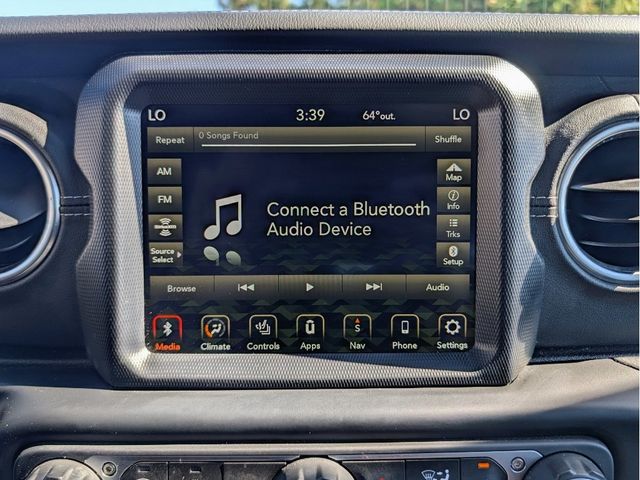 LO 3:39 64°out. LO
Repeat 0 Songs Found Shuffle
AM
Map
FM
Info
Connect a Bluetooth
Audio Device
Trks
Source
Select
Setup
Browse Audio
Media Climate Controls Apps Nav Phone Settings